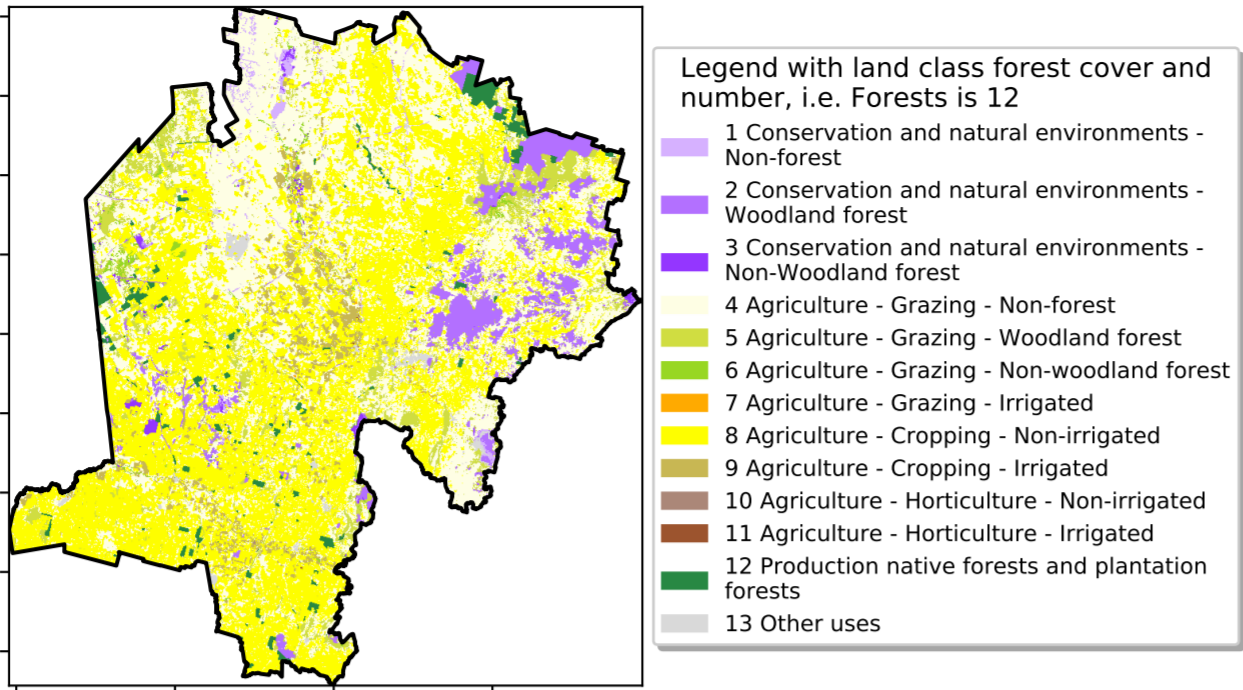 Legend with land class forest cover and
number, i.e. Forests is 12
1 Conservation and natural environments -
Non-forest
2 Conservation and natural environments -
Woodland forest
3 Conservation and natural environments -
Non-Woodland forest
4 Agriculture - Grazing - Non-forest
5 Agriculture - Grazing - Woodland forest
6 Agriculture - Grazing - Non-woodland forest
7 Agriculture - Grazing - Irrigated
8 Agriculture - Cropping - Non-irrigated
9 Agriculture - Cropping - Irrigated
10 Agriculture - Horticulture - Non-irrigated
11 Agriculture - Horticulture - Irrigated
12 Production native forests and plantation
forests
13 Other uses